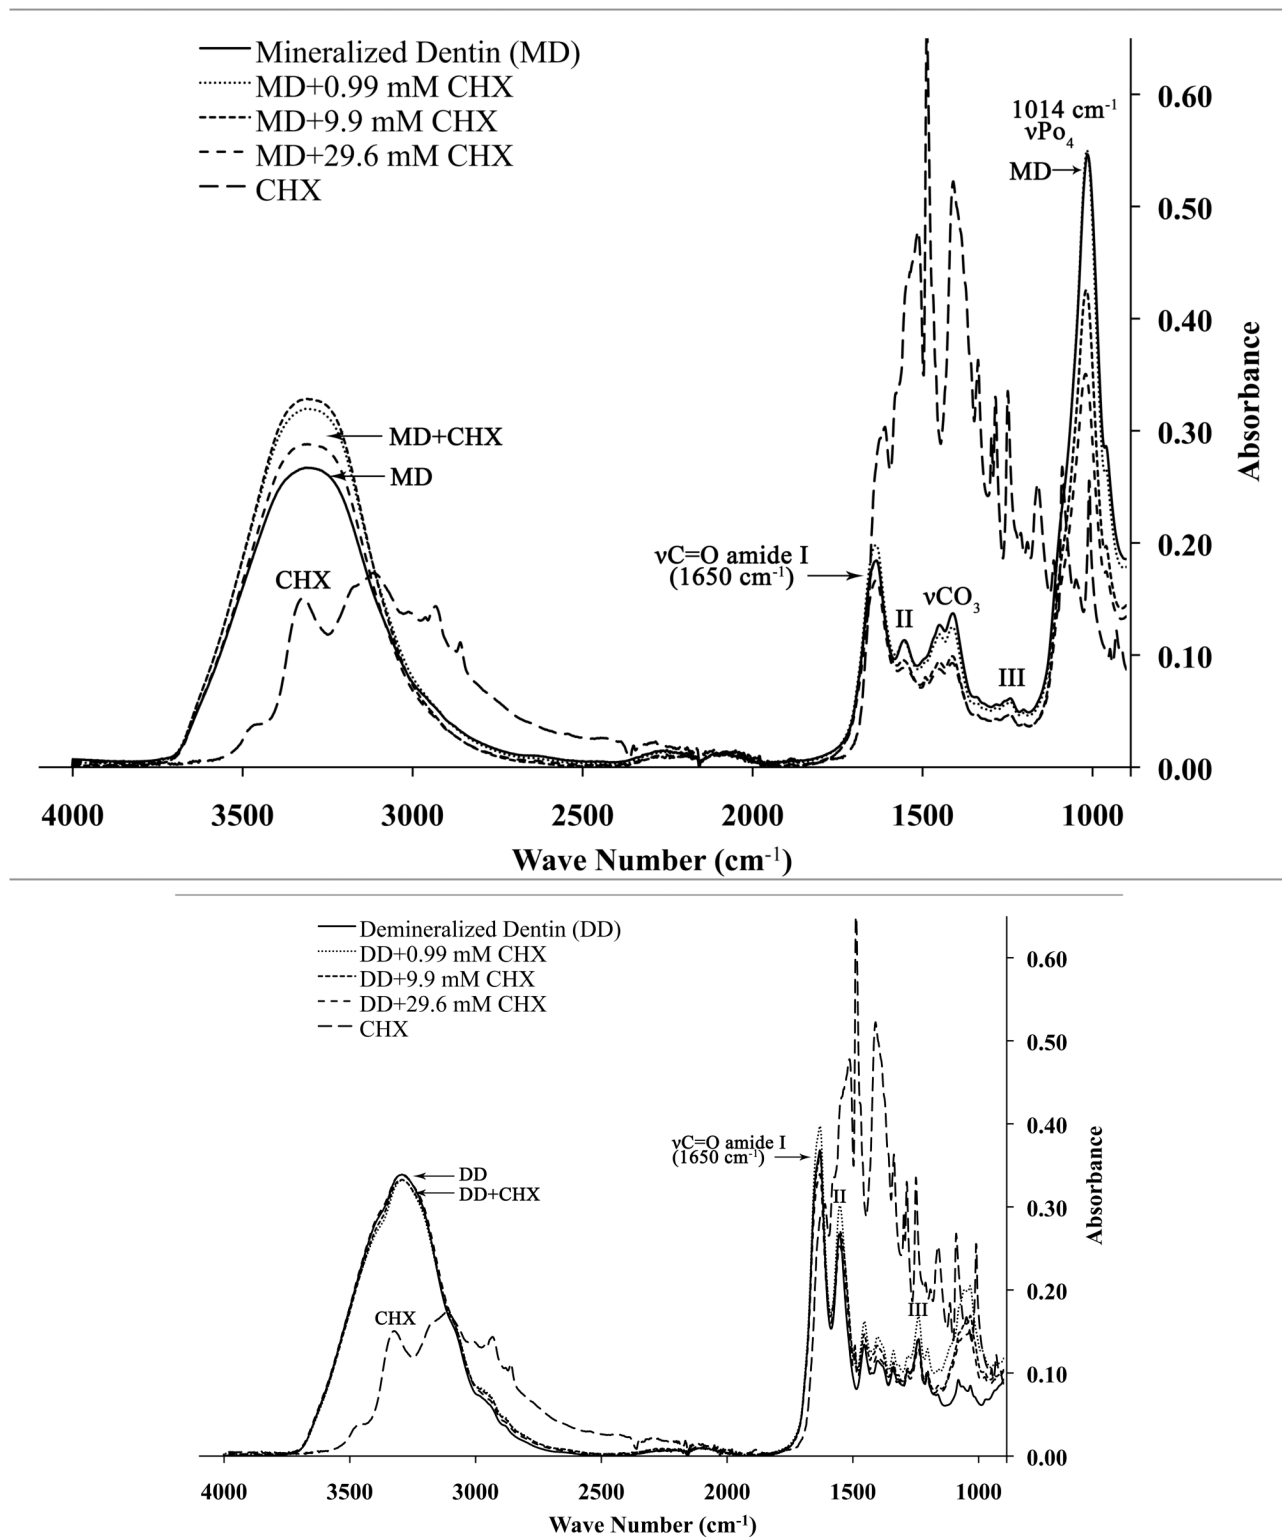 Mineralized Dentin (MD)
MD+0.99 mM CHX
MD+9.9 mM CHX
MD+29.6 mM CHX
CHX
1014 cm⁻¹
νPo₄
MD
0.60
0.50
0.40
0.30
0.20
0.10
0.00
Absorbance
MD+CHX
MD
CHX
νC=O amide I
(1650 cm⁻¹)
II
νCO₃
III
4000 3500 3000 2500 2000 1500 1000
Wave Number (cm⁻¹)
Demineralized Dentin (DD)
DD+0.99 mM CHX
DD+9.9 mM CHX
DD+29.6 mM CHX
CHX
0.60
0.50
0.40
0.30
0.20
0.10
0.00
Absorbance
νC=O amide I
(1650 cm⁻¹)
DD
DD+CHX
CHX
II
III
4000 3500 3000 2500 2000 1500 1000
Wave Number (cm⁻¹)